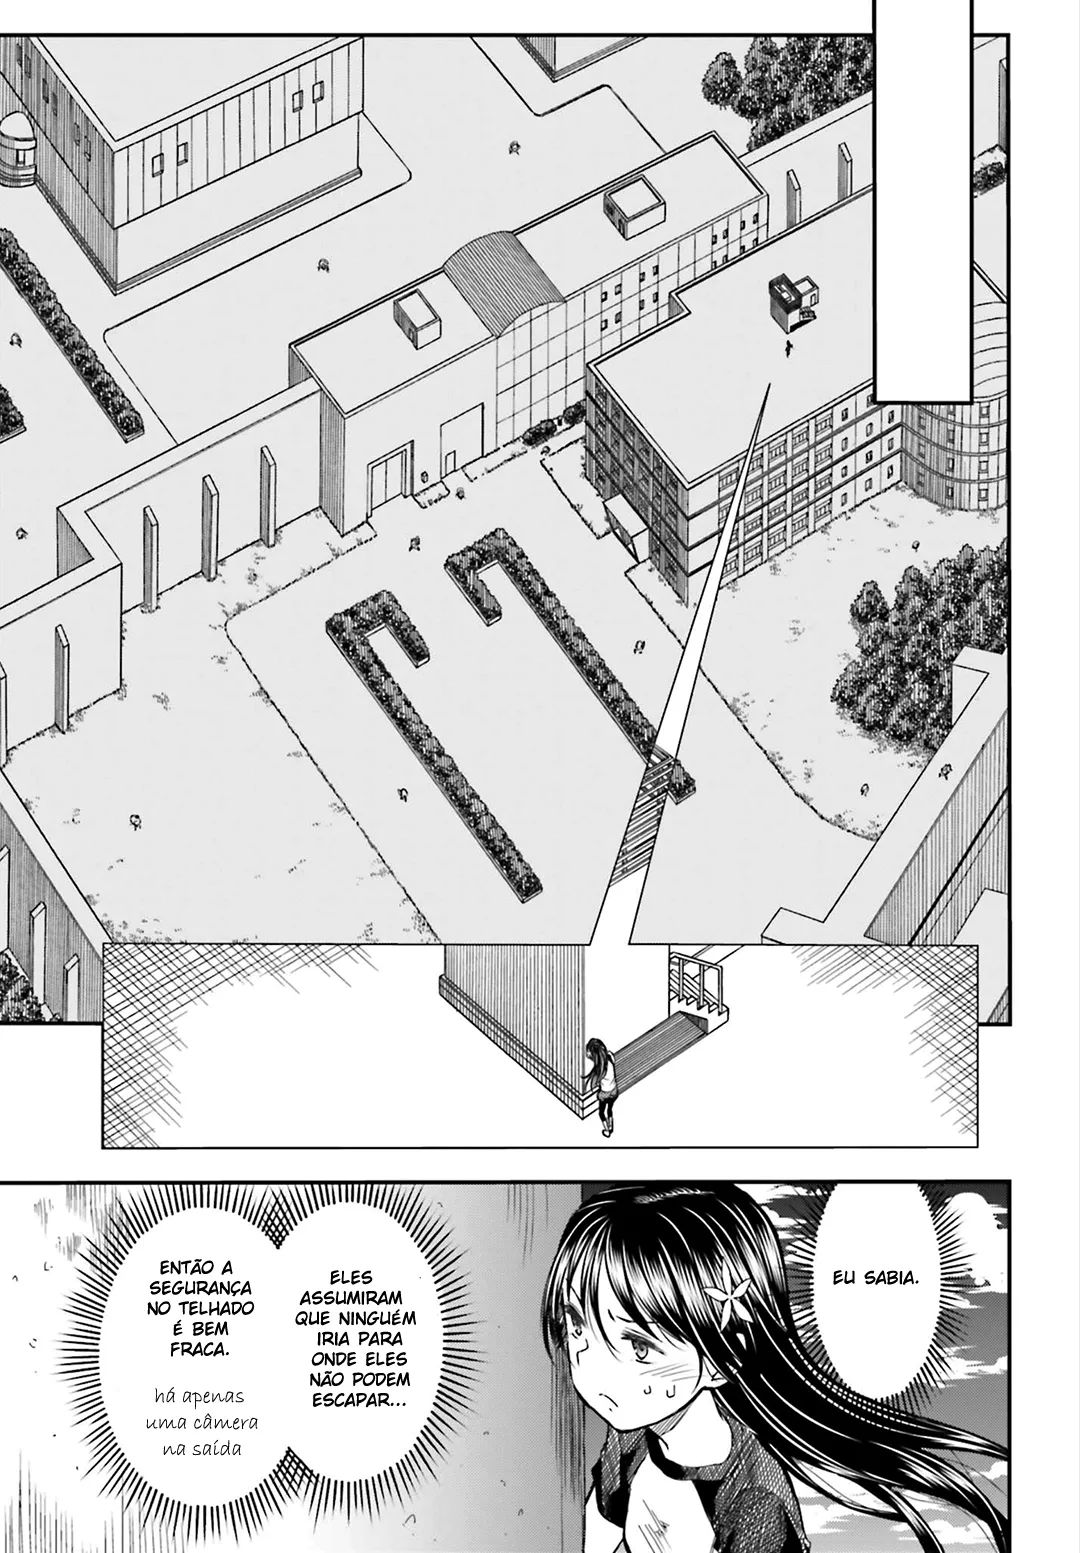 EU SABIA.
ELES
ASSUMIRAM
QUE NINGUÉM
IRIA PARA
ONDE ELES
NÃO PODEM
ESCAPAR...
ENTÃO A
SEGURANÇA
NO TELHADO
É BEM
FRACA.
há apenas
uma câmera
na saída